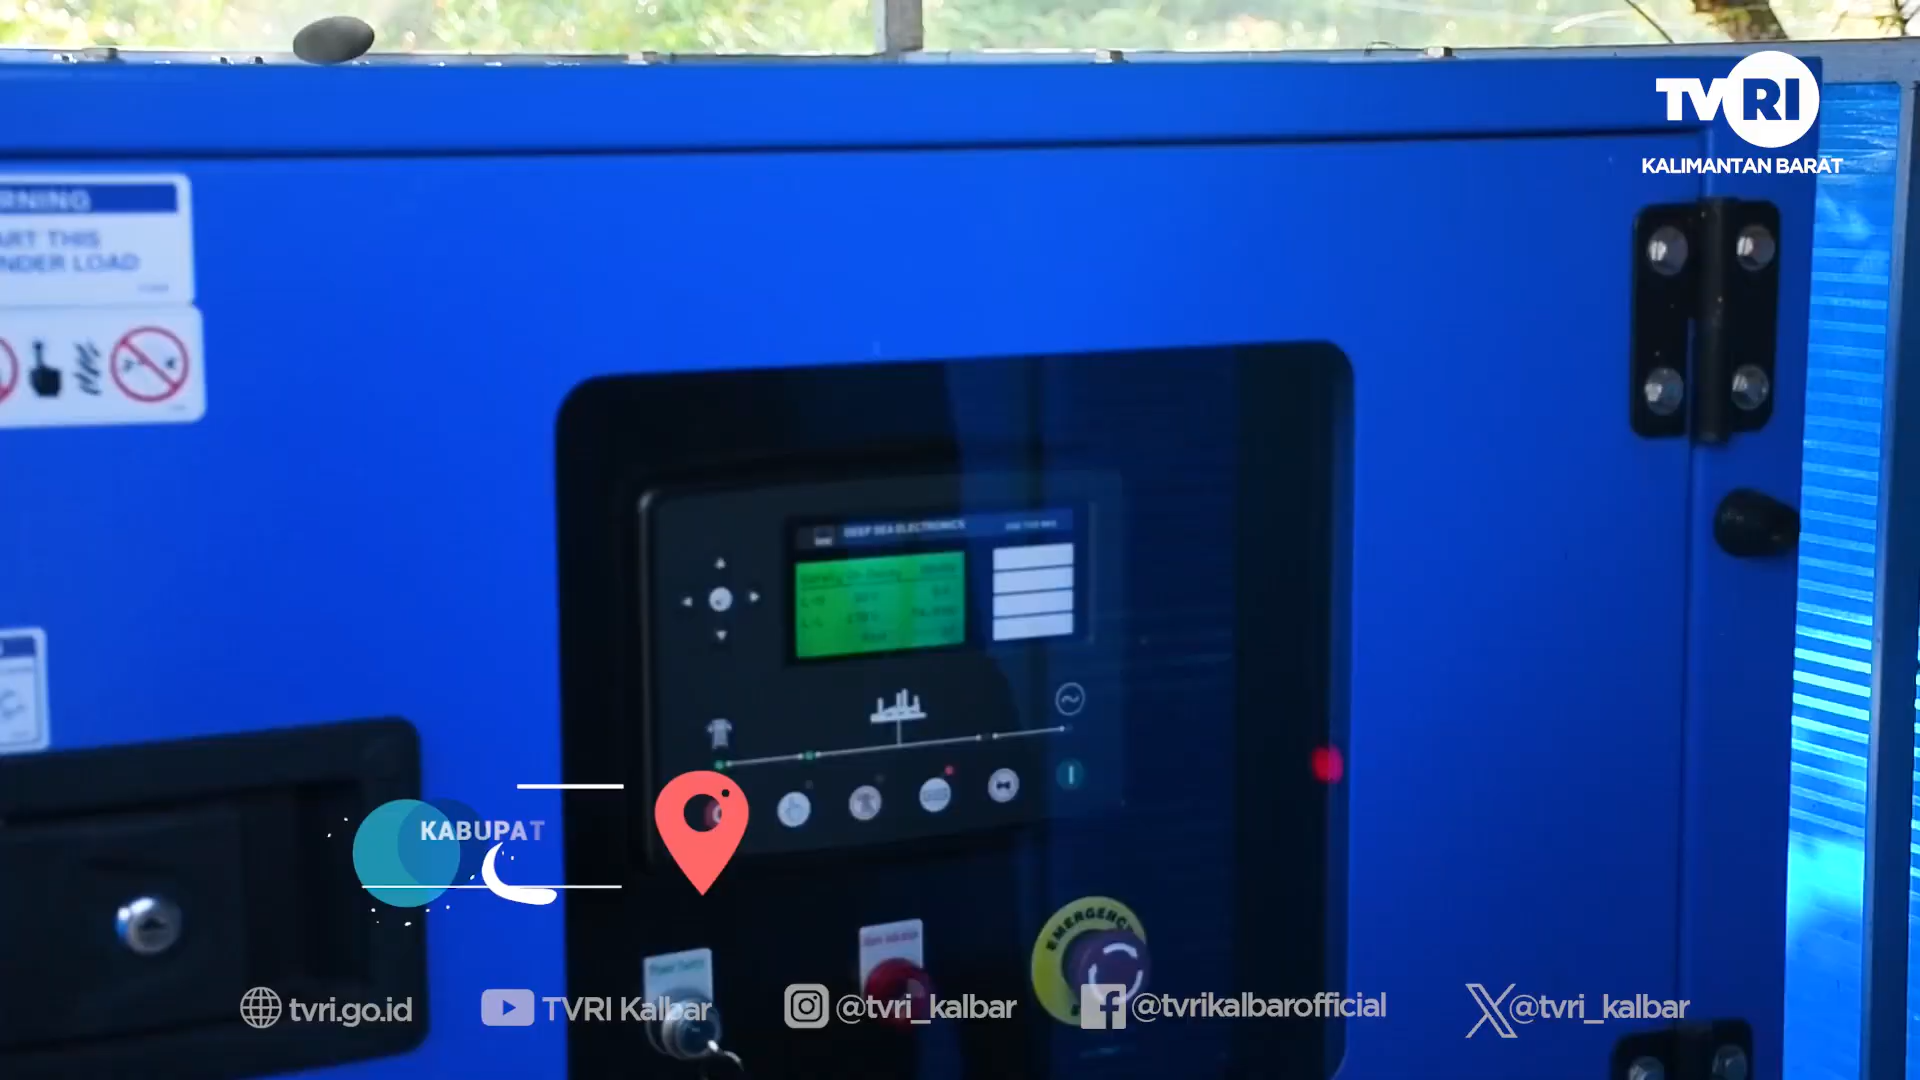 TVRI
KALIMANTAN BARAT
RNING
ART THIS
NDER LOAD
DEEP SEA ELECTRONICS
KABUPAT
EMERGENCY
tvri.go.id
TVRI Kalbar
@tvri_kalbar
@tvrikalbarofficial
@tvri_kalbar